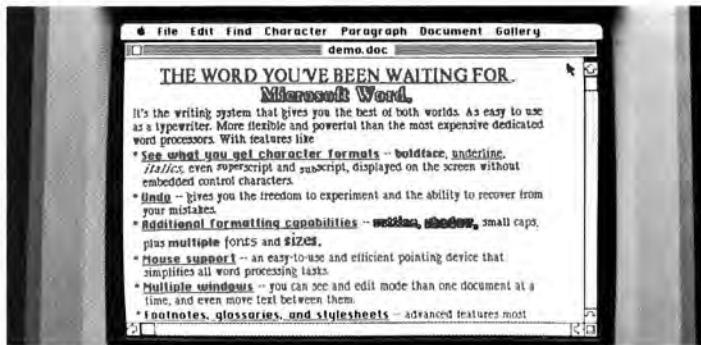 File Edit Find Character Paragraph Document Gallery
demo.doc
THE WORD YOU'VE BEEN WAITING FOR.
Microsoft Word.
It's the writing system that gives you the best of both worlds. As easy to use
as a typewriter. More flexible and powerful than the most expensive dedicated
word processors. With features like
* See what you get character formats -- boldface, underline,
italics, even superscript and subscript, displayed on the screen without
embedded control characters.
* Undo -- gives you the freedom to experiment and the ability to recover from
your mistakes.
* Additional formatting capabilities -- outline, shadow, small caps,
plus multiple fonts and sizes.
* Mouse support -- an easy-to-use and efficient pointing device that
simplifies all word processing tasks.
* Multiple windows -- you can see and edit mode than one document at a
time, and even move text between them.
* Footnotes, glossaries, and stylesheets -- advanced features most